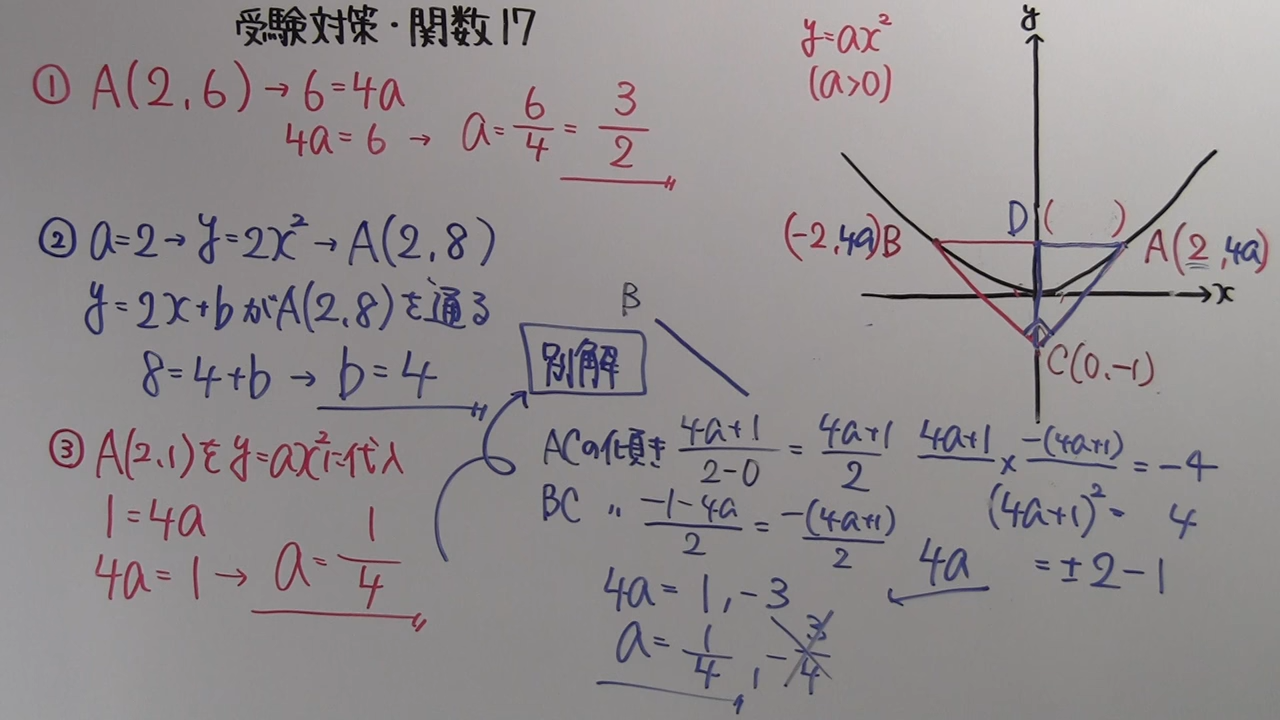 受験対策・関数17
① A(2,6)→6=4a
4a=6 → a=6/4=3/2
② a=2→y=2x²→A(2,8)
y=2x+bがA(2,8)を通る
8=4+b → b=4
③ A(2,1)をy=ax²に代入
1=4a
4a=1→ a=1/4
y=ax²
(a>0)
y
D( )
(-2,4a)B
A(2,4a)
x
C(0,-1)
B
別解
ACの傾き (4a+1)/(2-0) = (4a+1)/2
BC 〃 (-1-4a)/2 = -(4a+1)/2
4a+1 × -(4a+1) = -4
(4a+1)²= 4
4a =±2-1
4a=1,-3
a=1/4,-3/4